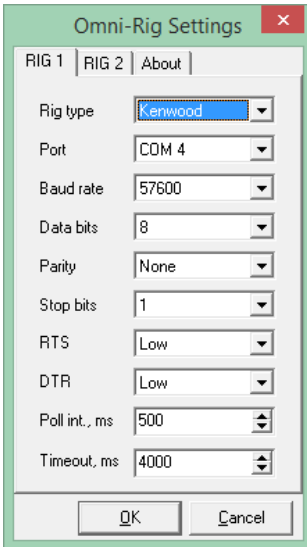 Omni-Rig Settings
RIG 1 RIG 2 About
Rig type Kenwood
Port COM 4
Baud rate 57600
Data bits 8
Parity None
Stop bits 1
RTS Low
DTR Low
Poll int., ms 500
Timeout, ms 4000
OK Cancel